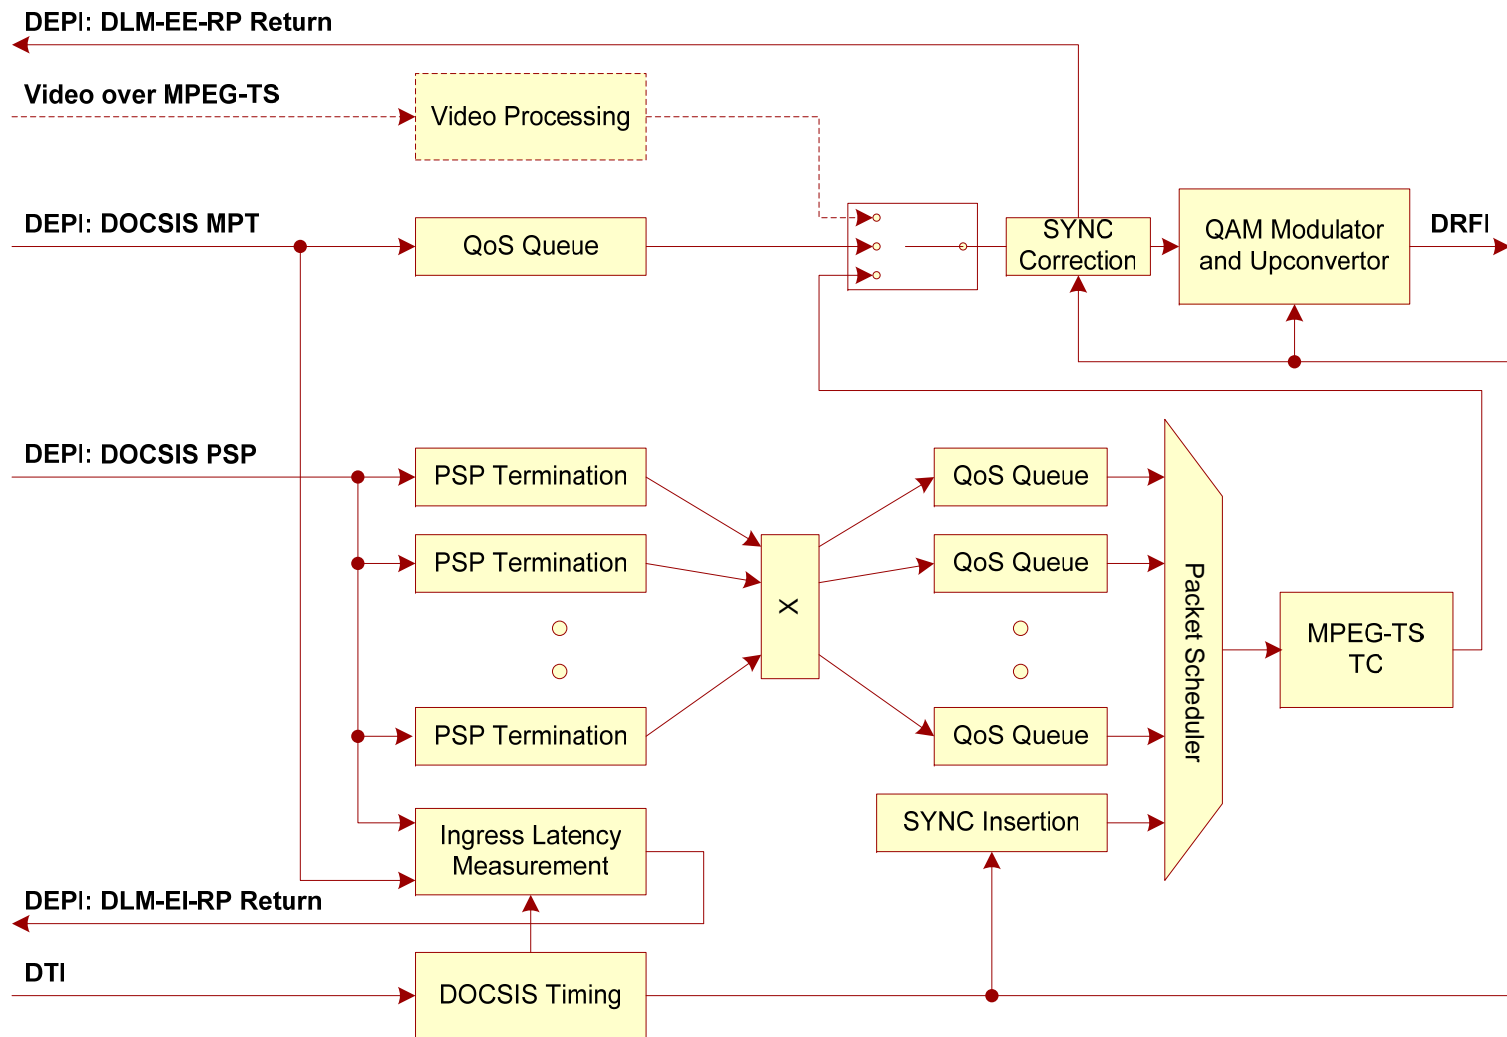 DEPI: DLM-EE-RP Return
Video over MPEG-TS
Video Processing
DEPI: DOCSIS MPT
QoS Queue
SYNC
Correction
QAM Modulator
and Upconvertor
DRFI
DEPI: DOCSIS PSP
PSP Termination
QoS Queue
PSP Termination
QoS Queue
X
Packet Scheduler
MPEG-TS
TC
PSP Termination
QoS Queue
SYNC Insertion
Ingress Latency
Measurement
DEPI: DLM-EI-RP Return
DTI
DOCSIS Timing